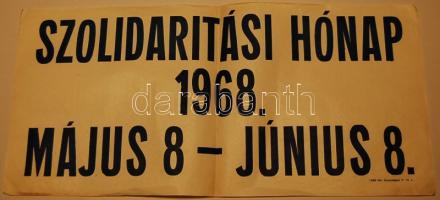 SZOLIDARITÁSI HÓNAP
1968.
MÁJUS 8 – JÚNIUS 8.
darabanth